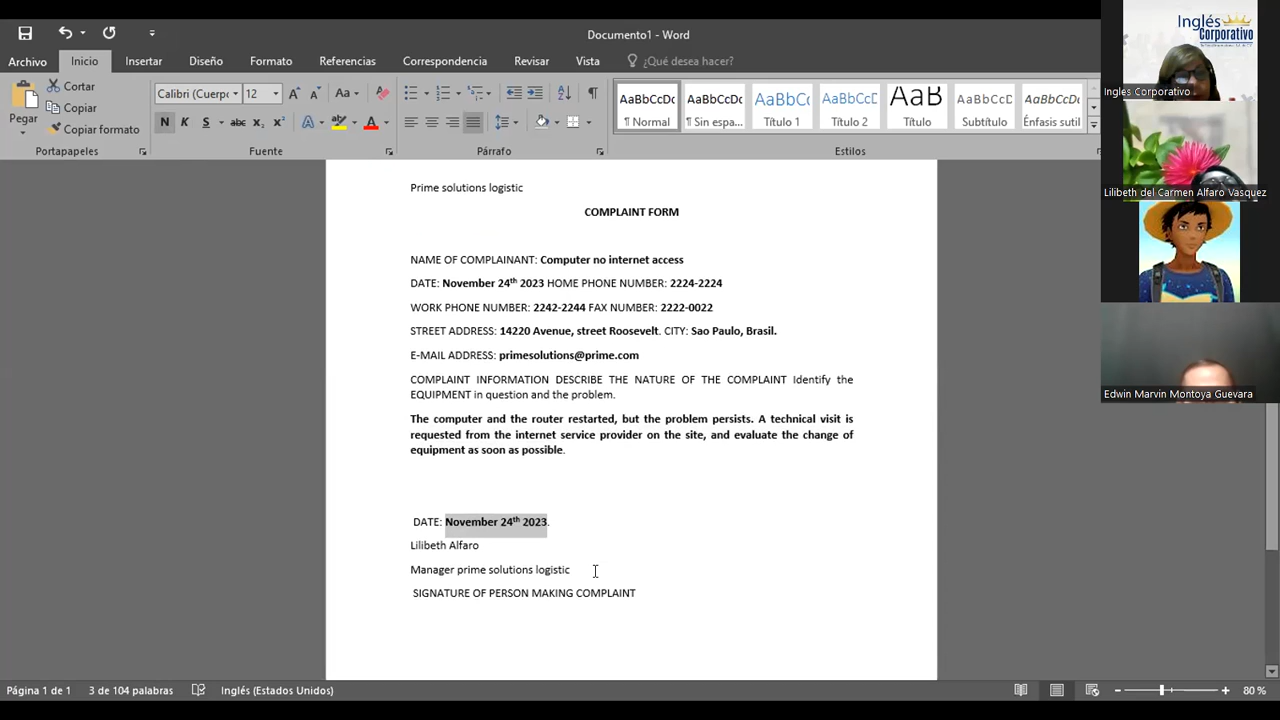 Documento1 - Word
Archivo Inicio Insertar Diseño Formato Referencias Correspondencia Revisar Vista ¿Qué desea hacer?
Cortar
Copiar
Copiar formato
Pegar
Portapapeles
Calibri (Cuerpo 12
Aa
N K S abc x₂ x²
Fuente
Párrafo
AaBbCcDc AaBbCcDc AaBbCc AaBbCcD AaB AaBbCcD AaBbCcDc
¶ Normal ¶ Sin espa... Título 1 Título 2 Título Subtítulo Énfasis sutil
Estilos
Prime solutions logistic
COMPLAINT FORM
NAME OF COMPLAINANT: Computer no internet access
DATE: November 24th 2023 HOME PHONE NUMBER: 2224-2224
WORK PHONE NUMBER: 2242-2244 FAX NUMBER: 2222-0022
STREET ADDRESS: 14220 Avenue, street Roosevelt. CITY: Sao Paulo, Brasil.
E-MAIL ADDRESS: primesolutions@prime.com
COMPLAINT INFORMATION DESCRIBE THE NATURE OF THE COMPLAINT Identify the
EQUIPMENT in question and the problem.
The computer and the router restarted, but the problem persists. A technical visit is
requested from the internet service provider on the site, and evaluate the change of
equipment as soon as possible.
DATE: November 24th 2023.
Lilibeth Alfaro
Manager prime solutions logistic
SIGNATURE OF PERSON MAKING COMPLAINT
Página 1 de 1 3 de 104 palabras Inglés (Estados Unidos) 80 %
Inglés
Corporativo
Ingles Corporativo
Lilibeth del Carmen Alfaro Vasquez
Edwin Marvin Montoya Guevara